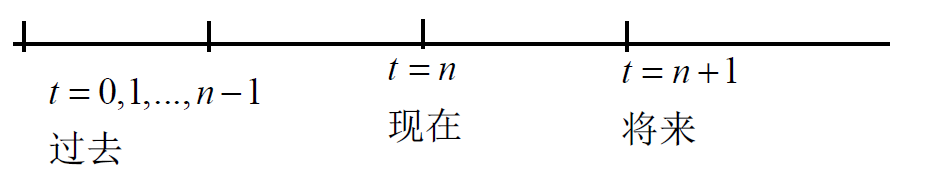 t = 0,1,...,n−1
过去
t = n
现在
t = n+1
将来